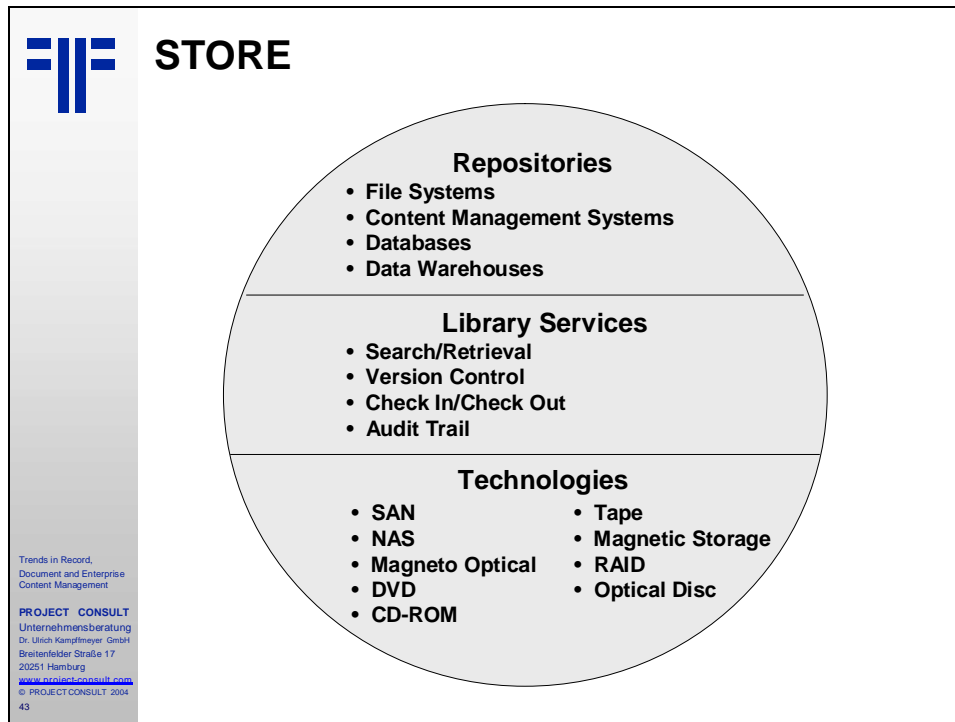 STORE
Repositories
• File Systems
• Content Management Systems
• Databases
• Data Warehouses
Library Services
• Search/Retrieval
• Version Control
• Check In/Check Out
• Audit Trail
Technologies
• SAN
• NAS
• Magneto Optical
• DVD
• CD-ROM
• Tape
• Magnetic Storage
• RAID
• Optical Disc
Trends in Record,
Document and Enterprise
Content Management
PROJECT CONSULT
Unternehmensberatung
Dr. Ulrich Kampffmeyer GmbH
Breitenfelder Straße 17
20251 Hamburg
www.project-consult.com
© PROJECT CONSULT 2004
43